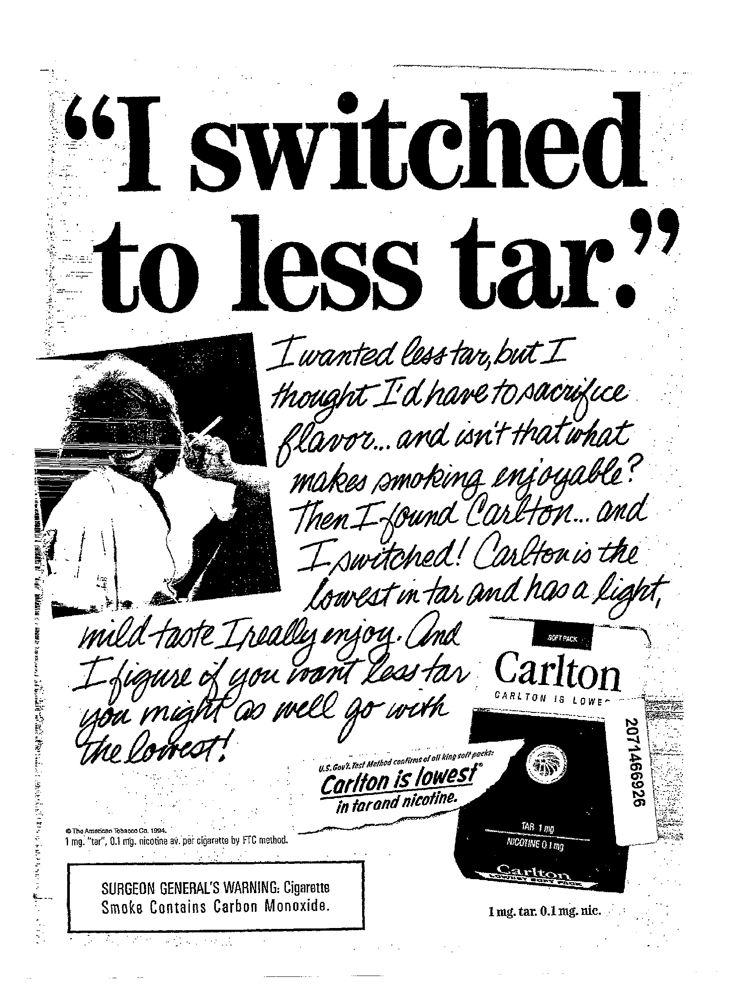 “I switched
to less tar.”
I wanted less tar, but I
thought I'd have to sacrifice
flavor... and isn't that what
makes smoking enjoyable?
Then I found Carlton... and
I switched! Carlton is the
lowest in tar and has a light,
mild taste I really enjoy. And
I figure if you want less tar
you might as well go with
the lowest!
SOFT PACK
Carlton
CARLTON IS LOWE
U.S. Gov't. Test Method confirms of all king soft packs:
Carlton is lowest
in tar and nicotine.
2071466926
TAR 1 mg
NICOTINE 0.1 mg
Carlton
LOWEST SOFT PACK
© The American Tobacco Co. 1994.
1 mg. "tar", 0.1 mg. nicotine av. per cigarette by FTC method.
SURGEON GENERAL'S WARNING: Cigarette
Smoke Contains Carbon Monoxide.
1 mg. tar. 0.1 mg. nic.